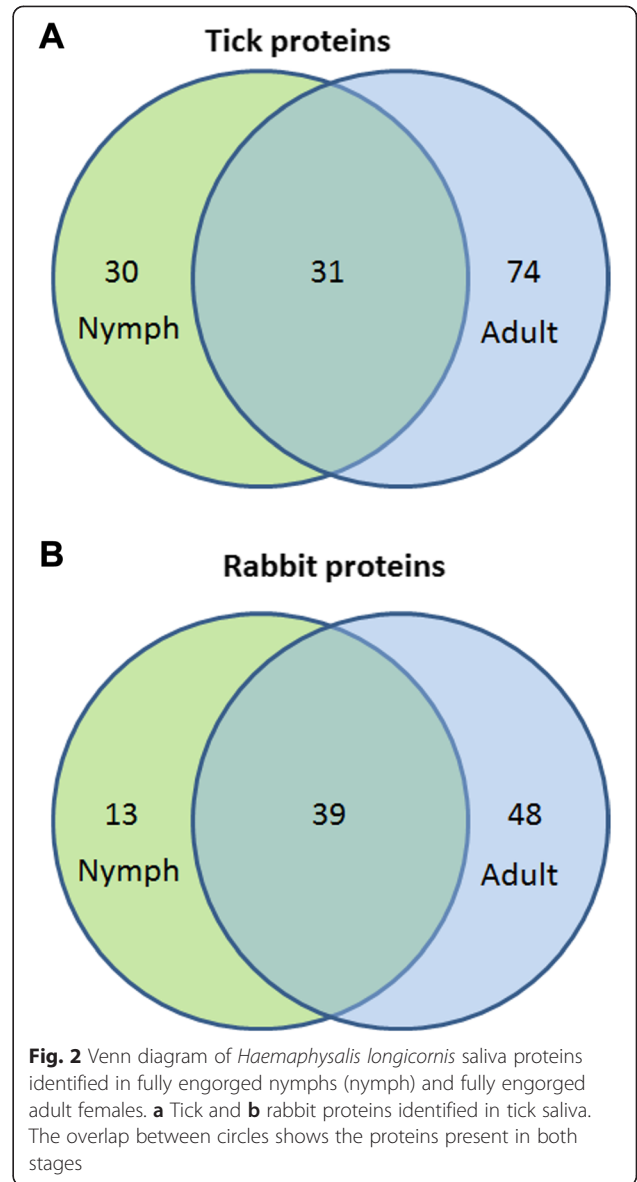 A
Tick proteins
30
31
74
Nymph
Adult
B
Rabbit proteins
13
39
48
Nymph
Adult
Fig. 2 Venn diagram of Haemaphysalis longicornis saliva proteins
identified in fully engorged nymphs (nymph) and fully engorged
adult females. a Tick and b rabbit proteins identified in tick saliva.
The overlap between circles shows the proteins present in both
stages